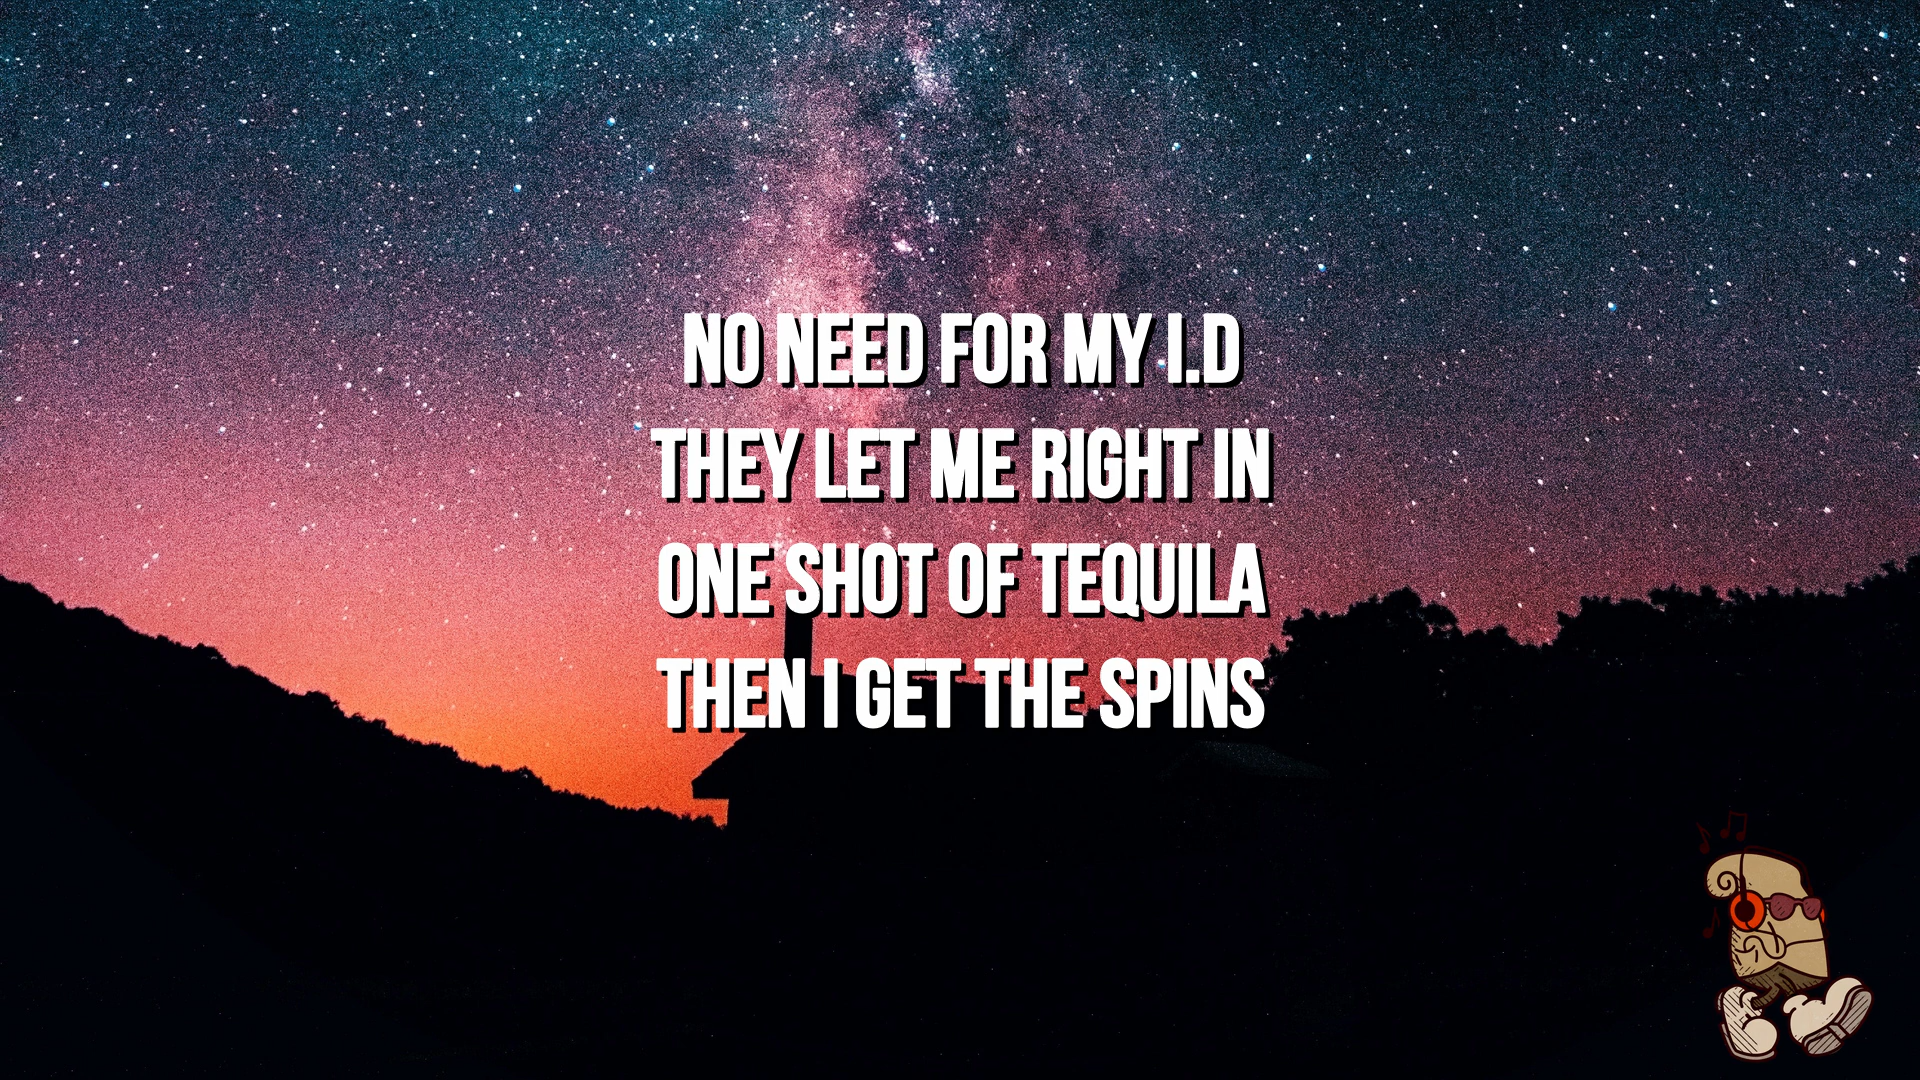 NO NEED FOR MY I.D
THEY LET ME RIGHT IN
ONE SHOT OF TEQUILA
THEN I GET THE SPINS